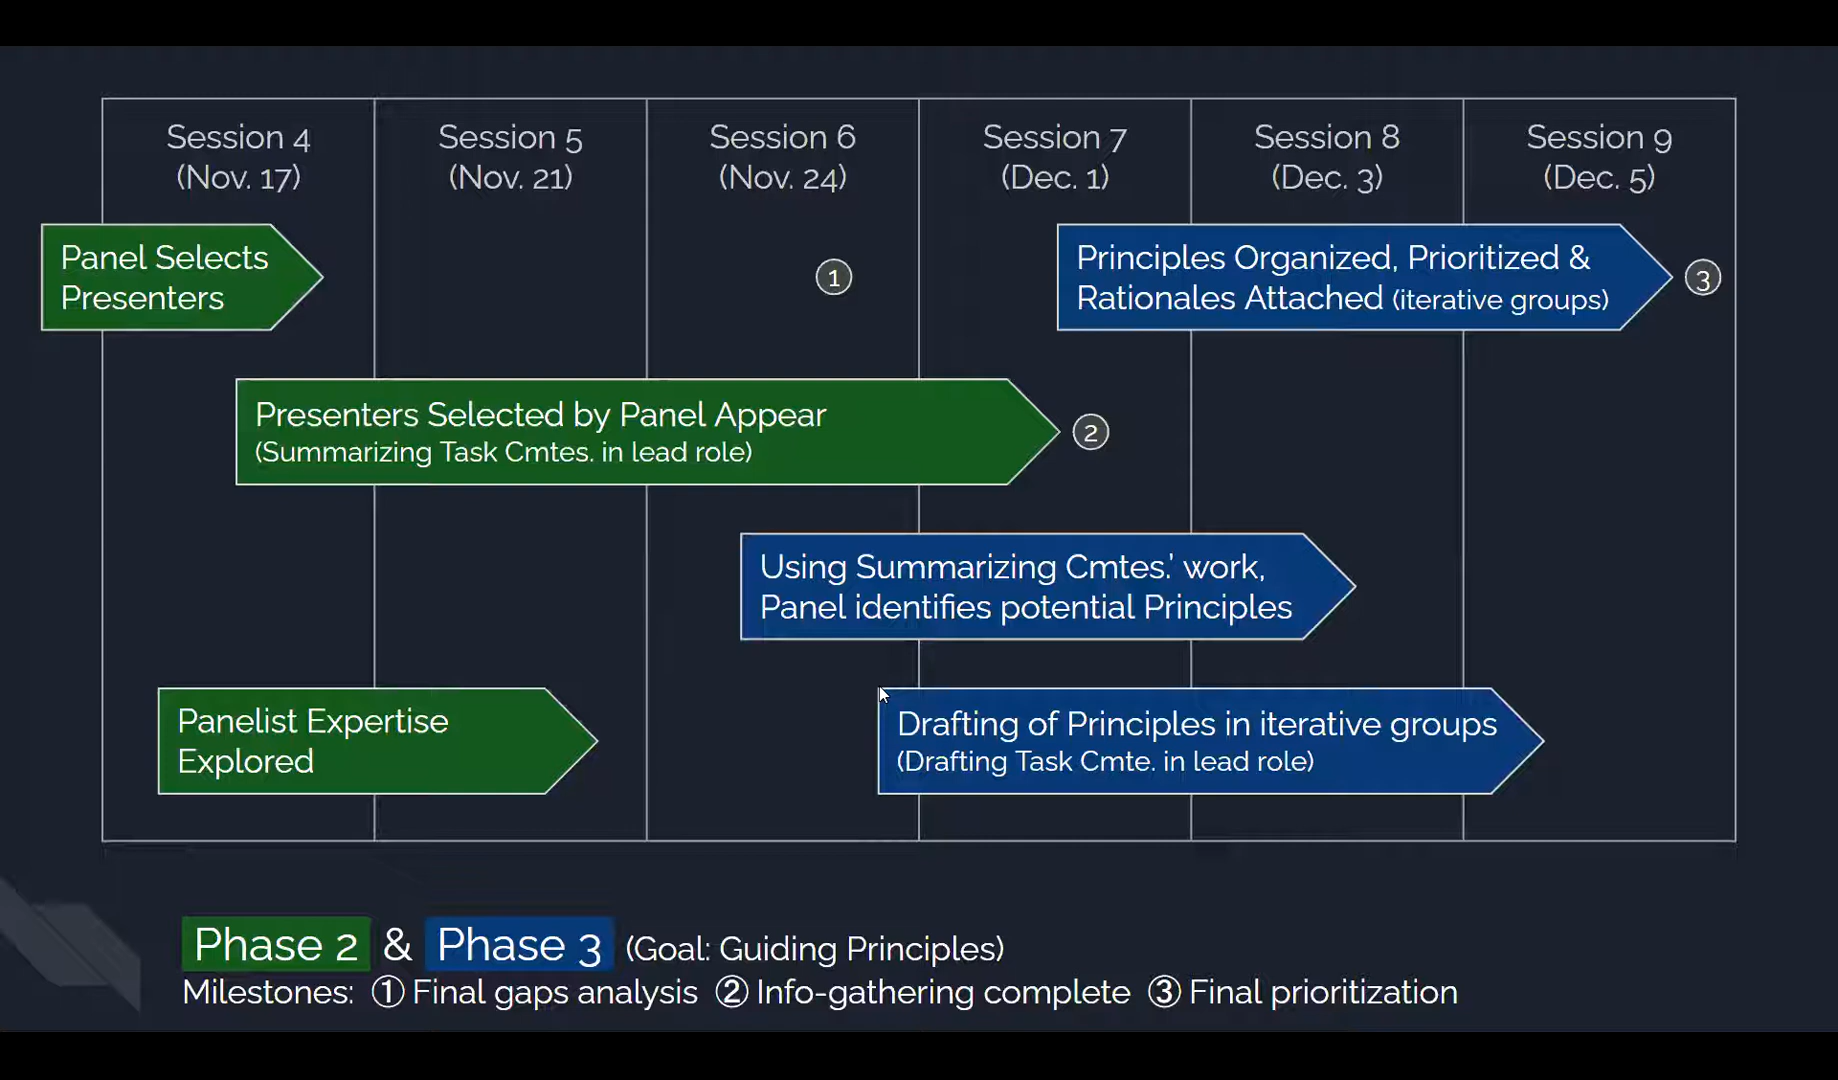 Session 4
(Nov. 17)
Session 5
(Nov. 21)
Session 6
(Nov. 24)
Session 7
(Dec. 1)
Session 8
(Dec. 3)
Session 9
(Dec. 5)
Panel Selects
Presenters
1
Principles Organized, Prioritized &
Rationales Attached (iterative groups)
3
Presenters Selected by Panel Appear
(Summarizing Task Cmtes. in lead role)
2
Using Summarizing Cmtes.' work,
Panel identifies potential Principles
Panelist Expertise
Explored
Drafting of Principles in iterative groups
(Drafting Task Cmte. in lead role)
Phase 2 & Phase 3 (Goal: Guiding Principles)
Milestones: ① Final gaps analysis ② Info-gathering complete ③ Final prioritization